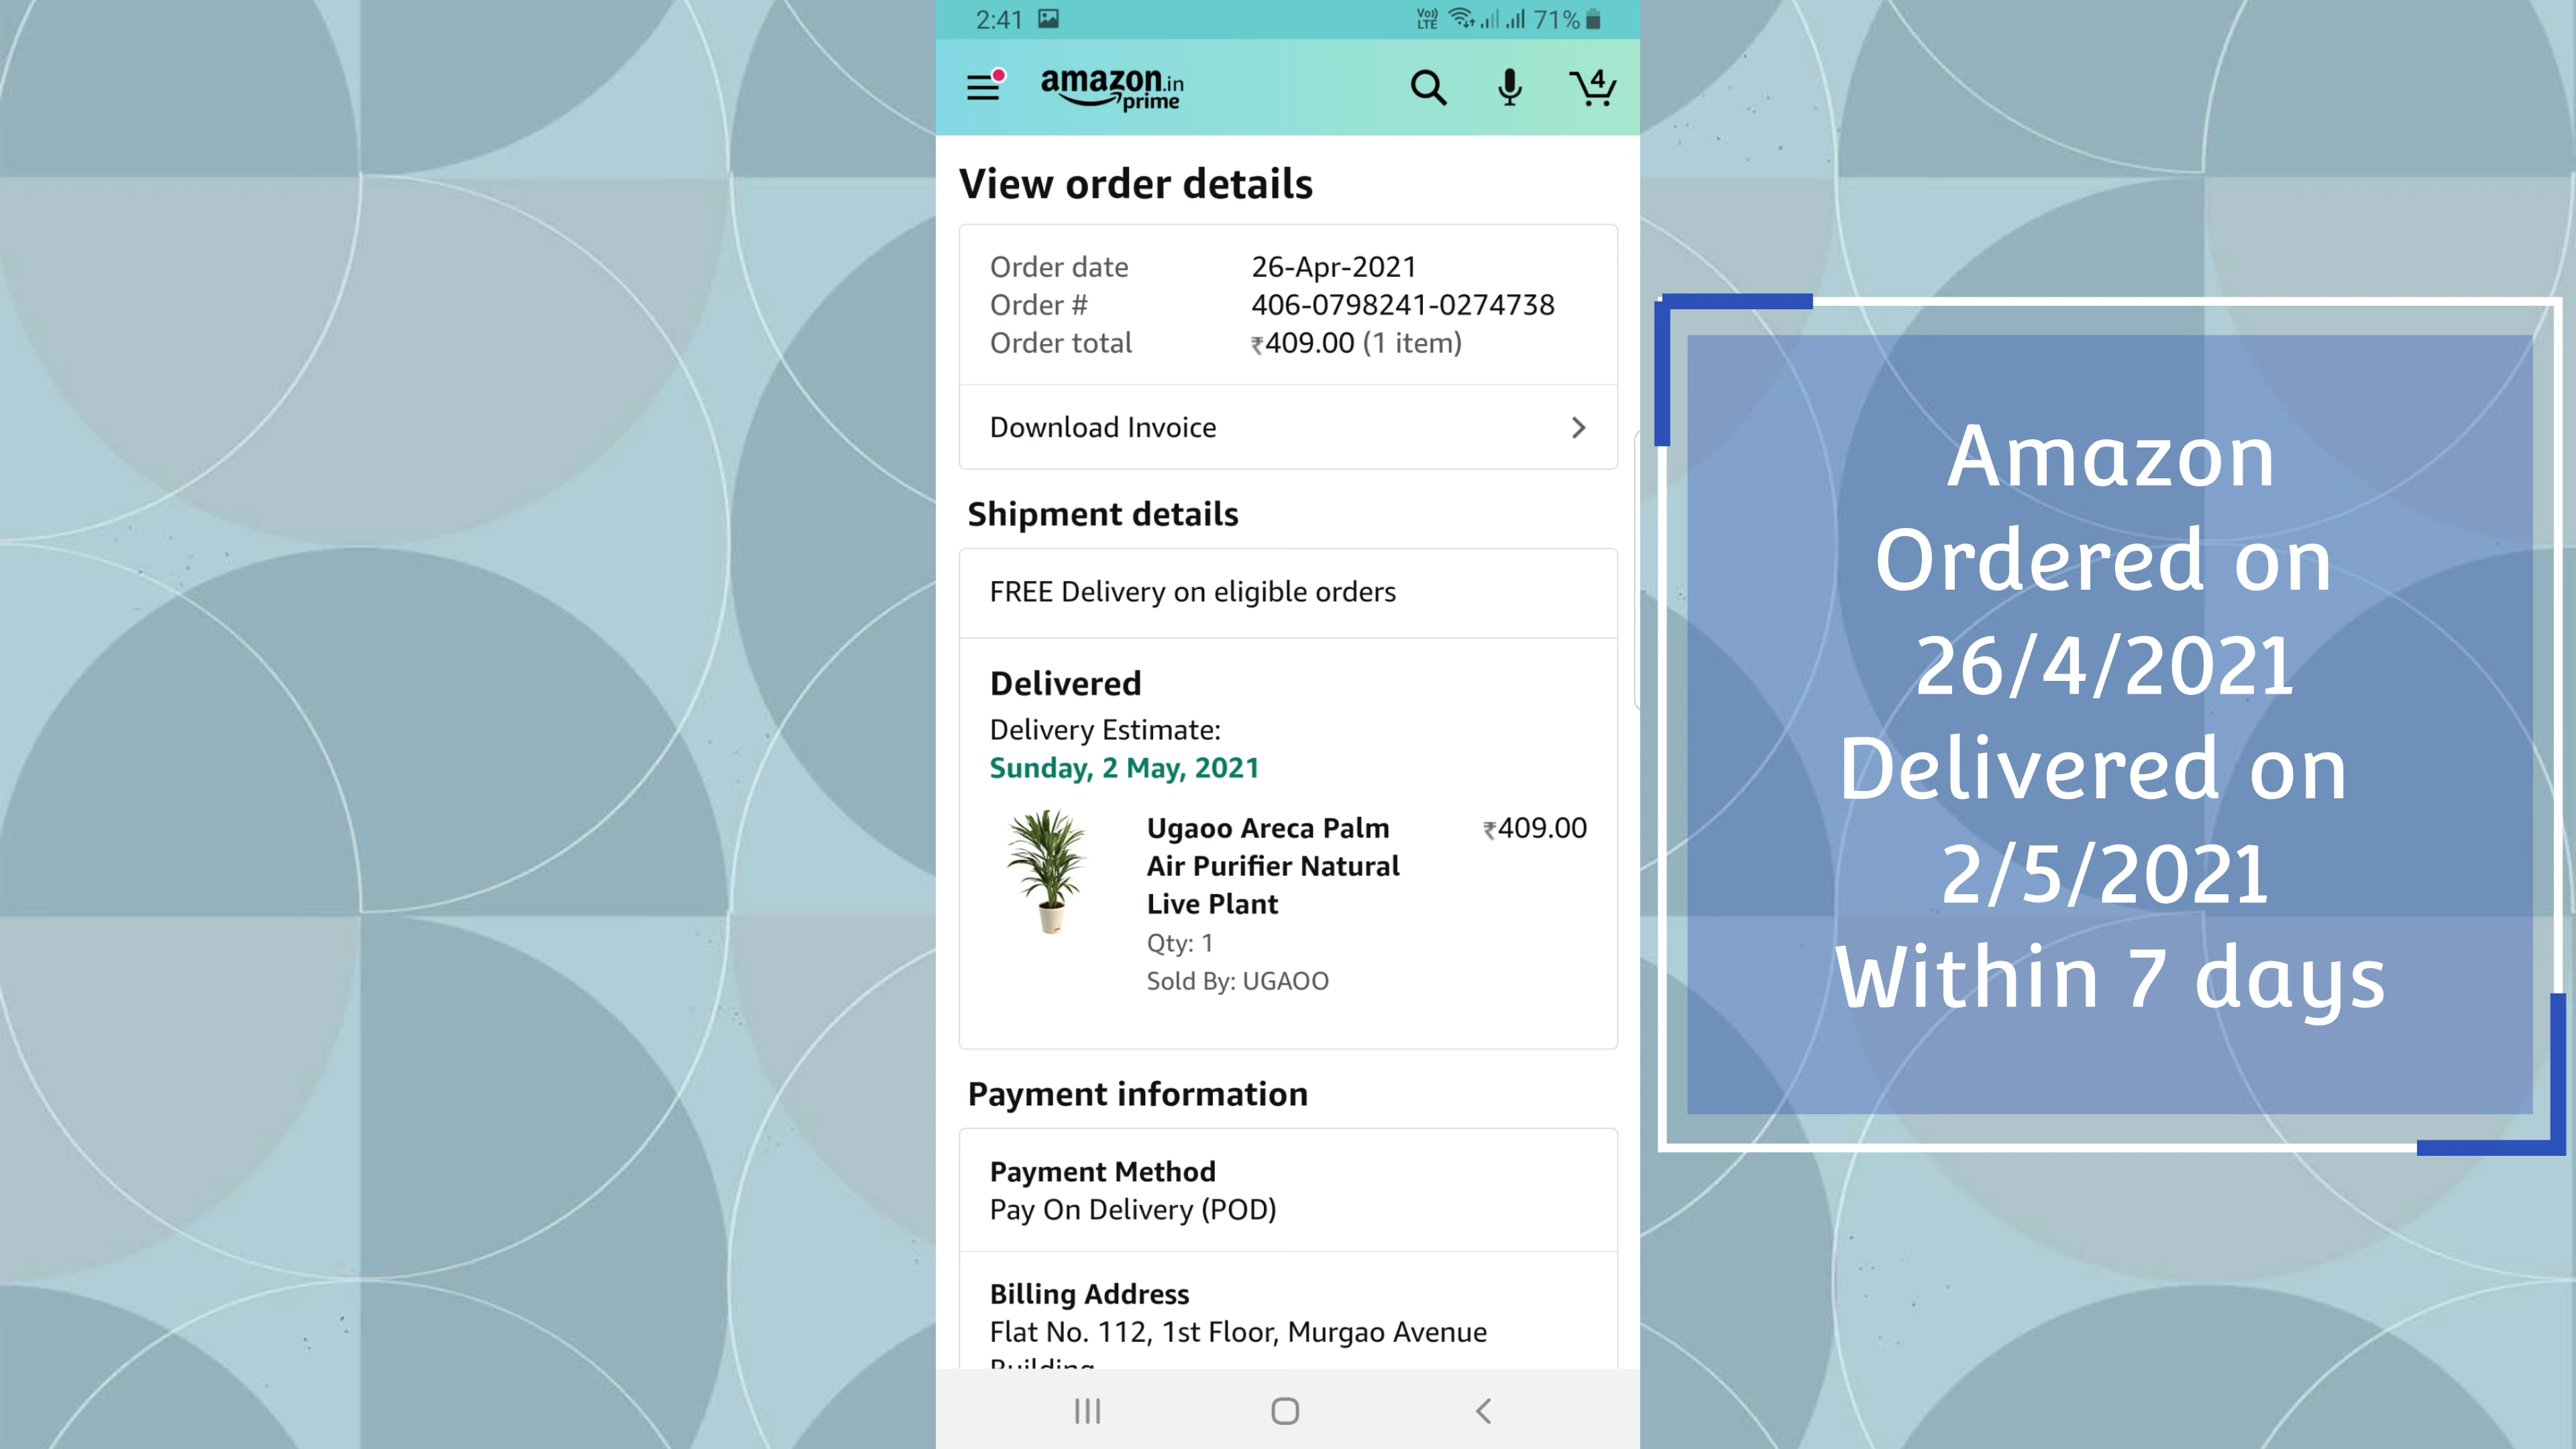 2:41
Vo)) LTE 71%
amazon.in
prime
4
View order details
Order date 26-Apr-2021
Order # 406-0798241-0274738
Order total ₹409.00 (1 item)
Download Invoice
Shipment details
FREE Delivery on eligible orders
Delivered
Delivery Estimate:
Sunday, 2 May, 2021
Ugaoo Areca Palm ₹409.00
Air Purifier Natural
Live Plant
Qty: 1
Sold By: UGAOO
Payment information
Payment Method
Pay On Delivery (POD)
Billing Address
Flat No. 112, 1st Floor, Murgao Avenue
Building
Amazon
Ordered on
26/4/2021
Delivered on
2/5/2021
Within 7 days